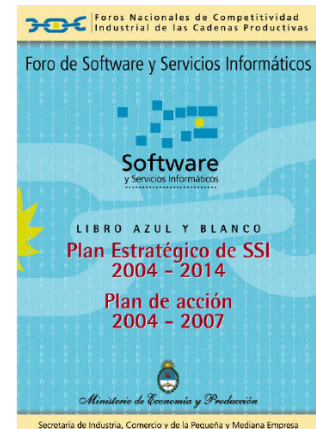 Foros Nacionales de Competitividad
Industrial de las Cadenas Productivas
Foro de Software y Servicios Informáticos
Software
y Servicios Informáticos
LIBRO AZUL Y BLANCO
Plan Estratégico de SSI
2004 - 2014
Plan de acción
2004 - 2007
Ministerio de Economía y Producción
Secretaría de Industria, Comercio y de la Pequeña y Mediana Empresa